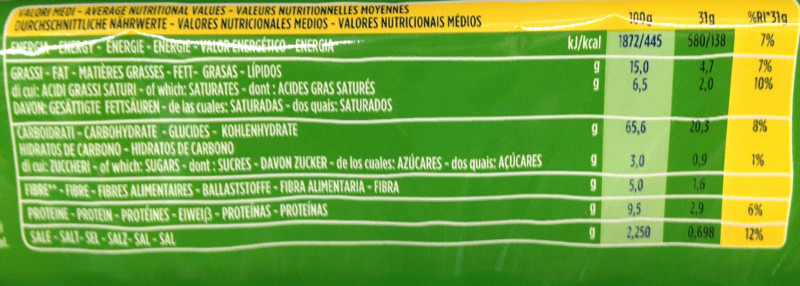 VALORI MEDI - AVERAGE NUTRITIONAL VALUES - VALEURS NUTRITIONNELLES MOYENNES
DURCHSCHNITTLICHE NÄHRWERTE - VALORES NUTRICIONALES MEDIOS - VALORES NUTRICIONAIS MÉDIOS 100g 31g %RI*31g
ENERGIA - ENERGY - ÉNERGIE - ENERGIE - VALOR ENERGÉTICO - ENERGIA kJ/kcal 1872/445 580/138 7%
GRASSI - FAT - MATIÈRES GRASSES - FETT - GRASAS - LÍPIDOS g 15,0 4,7 7%
di cui: ACIDI GRASSI SATURI - of which: SATURATES - dont : ACIDES GRAS SATURÉS g 6,5 2,0 10%
DAVON: GESÄTTIGTE FETTSÄUREN - de las cuales: SATURADAS - dos quais: SATURADOS
CARBOIDRATI - CARBOHYDRATE - GLUCIDES - KOHLENHYDRATE g 65,6 20,3 8%
HIDRATOS DE CARBONO - HIDRATOS DE CARBONO
di cui: ZUCCHERI - of which: SUGARS - dont : SUCRES - DAVON ZUCKER - de los cuales: AZÚCARES - dos quais: AÇÚCARES g 3,0 0,9 1%
FIBRE** - FIBRE - FIBRES ALIMENTAIRES - BALLASTSTOFFE - FIBRA ALIMENTARIA - FIBRA g 5,0 1,6
PROTEINE - PROTEIN - PROTÉINES - EIWEIß - PROTEÍNAS - PROTEÍNAS g 9,5 2,9 6%
SALE - SALT- SEL - SALZ- SAL - SAL g 2,250 0,698 12%